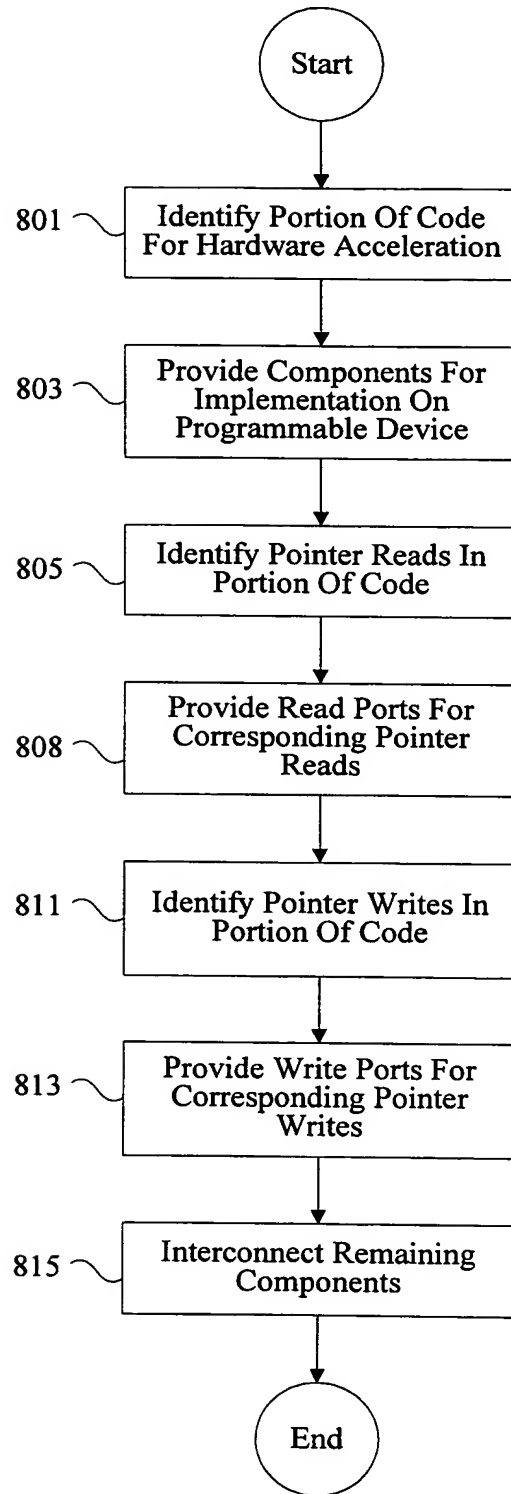 Start
801
Identify Portion Of Code
For Hardware Acceleration
803
Provide Components For
Implementation On
Programmable Device
805
Identify Pointer Reads In
Portion Of Code
808
Provide Read Ports For
Corresponding Pointer
Reads
811
Identify Pointer Writes In
Portion Of Code
813
Provide Write Ports For
Corresponding Pointer
Writes
815
Interconnect Remaining
Components
End